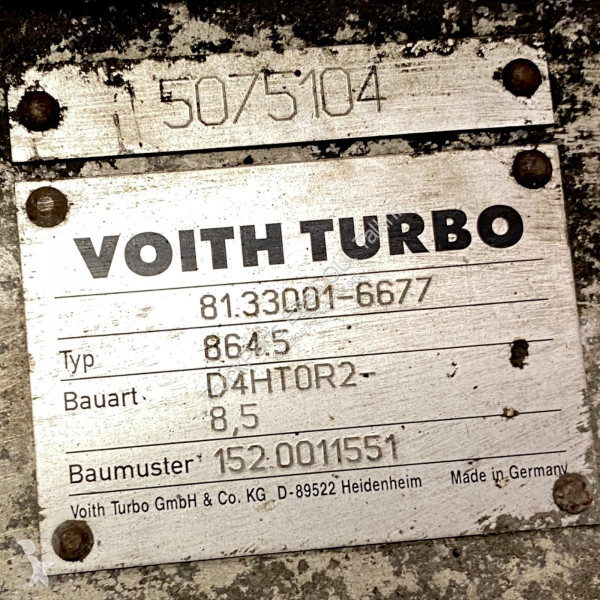 5075104
VOITH TURBO
81.33001-6677
Typ 864.5
Bauart D4HTOR2-
8,5
Baumuster 152.0011551
Voith Turbo GmbH & Co. KG D-89522 Heidenheim Made in Germany